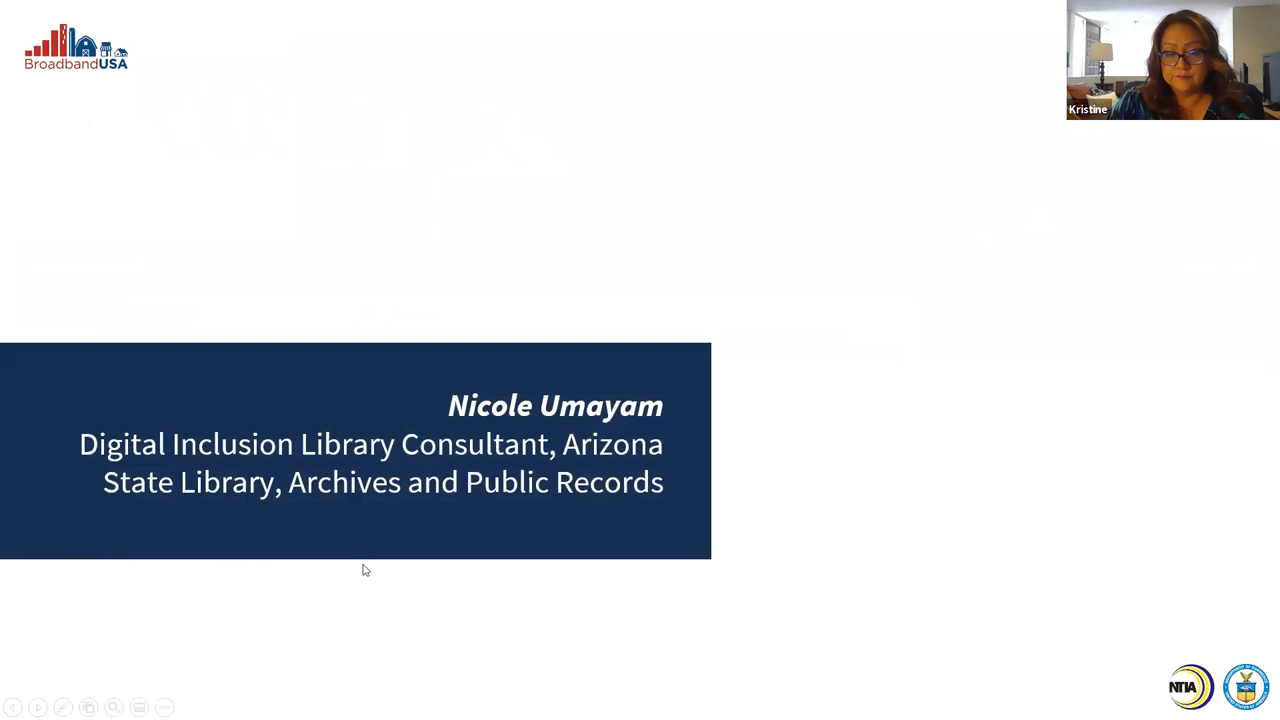 BroadbandUSA
Kristine
Nicole Umayam
Digital Inclusion Library Consultant, Arizona
State Library, Archives and Public Records
NTIA